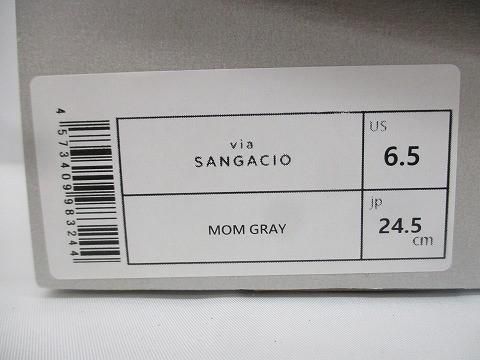 4573409983244
via
SANGACIO
US
6.5
MOM GRAY
jp
24.5
cm